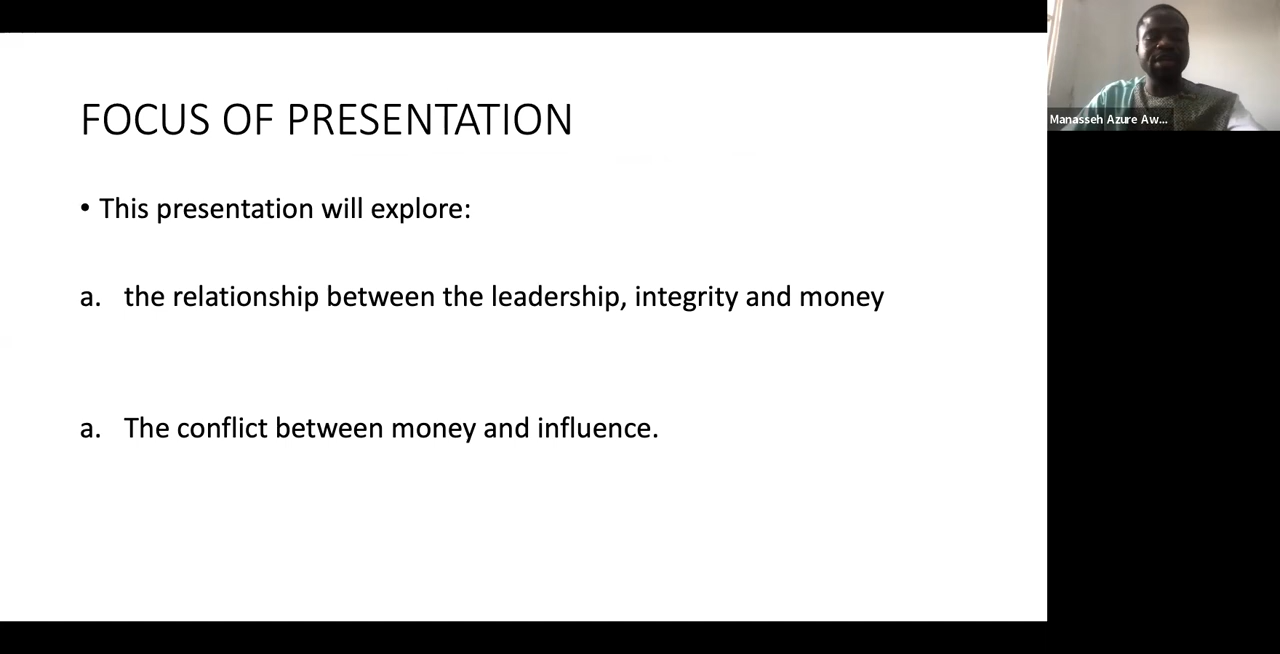 FOCUS OF PRESENTATION
• This presentation will explore:
a. the relationship between the leadership, integrity and money
a. The conflict between money and influence.
Manasseh Azure Aw...